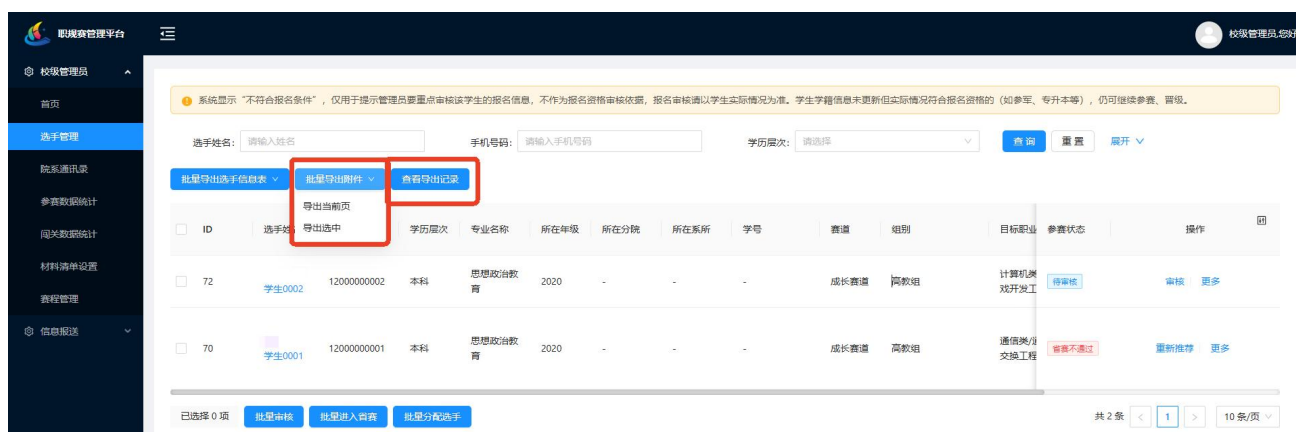 职规赛管理平台
校级管理员,您好
校级管理员
首页
选手管理
院系通讯录
参赛数据统计
闯关数据统计
材料清单设置
赛程管理
信息报送
系统显示“不符合报名条件”，仅用于提示管理员要重点审核该学生的报名信息，不作为报名资格审核依据，报名审核请以学生实际情况为准。学生学籍信息未更新但实际情况符合报名资格的（如参军、专升本等），仍可继续参赛、晋级。
选手姓名: 请输入姓名 手机号码: 请输入手机号码 学历层次: 请选择 查询 重置 展开
批量导出选手信息表 批量导出附件 查看导出记录
导出当前页
导出选中
ID 选手姓 学历层次 专业名称 所在年级 所在分院 所在系所 学号 赛道 组别 目标职业 参赛状态 操作
72 学生0002 12000000002 本科 思想政治教育 2020 - - - 成长赛道 高教组 计算机类 戏开发工 待审核 审核 更多
70 学生0001 12000000001 本科 思想政治教育 2020 - - - 成长赛道 高教组 通信类/ 交换工程 省赛不通过 重新推荐 更多
已选择 0 项 批量审核 批量进入省赛 批量分配选手 共 2 条 < 1 > 10 条/页